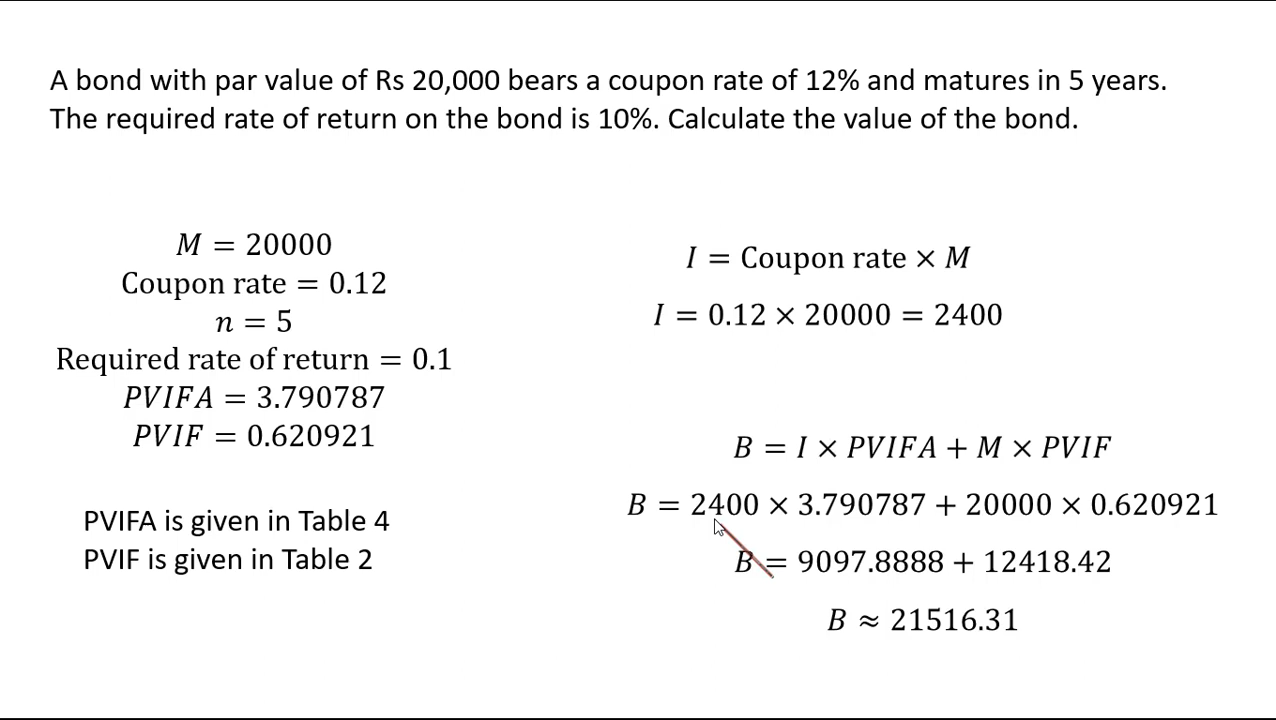 A bond with par value of Rs 20,000 bears a coupon rate of 12% and matures in 5 years.
The required rate of return on the bond is 10%. Calculate the value of the bond.
M = 20000
Coupon rate = 0.12
n = 5
Required rate of return = 0.1
PVIFA = 3.790787
PVIF = 0.620921
PVIFA is given in Table 4
PVIF is given in Table 2
I = Coupon rate × M
I = 0.12 × 20000 = 2400
B = I × PVIFA + M × PVIF
B = 2400 × 3.790787 + 20000 × 0.620921
B = 9097.8888 + 12418.42
B ≈ 21516.31